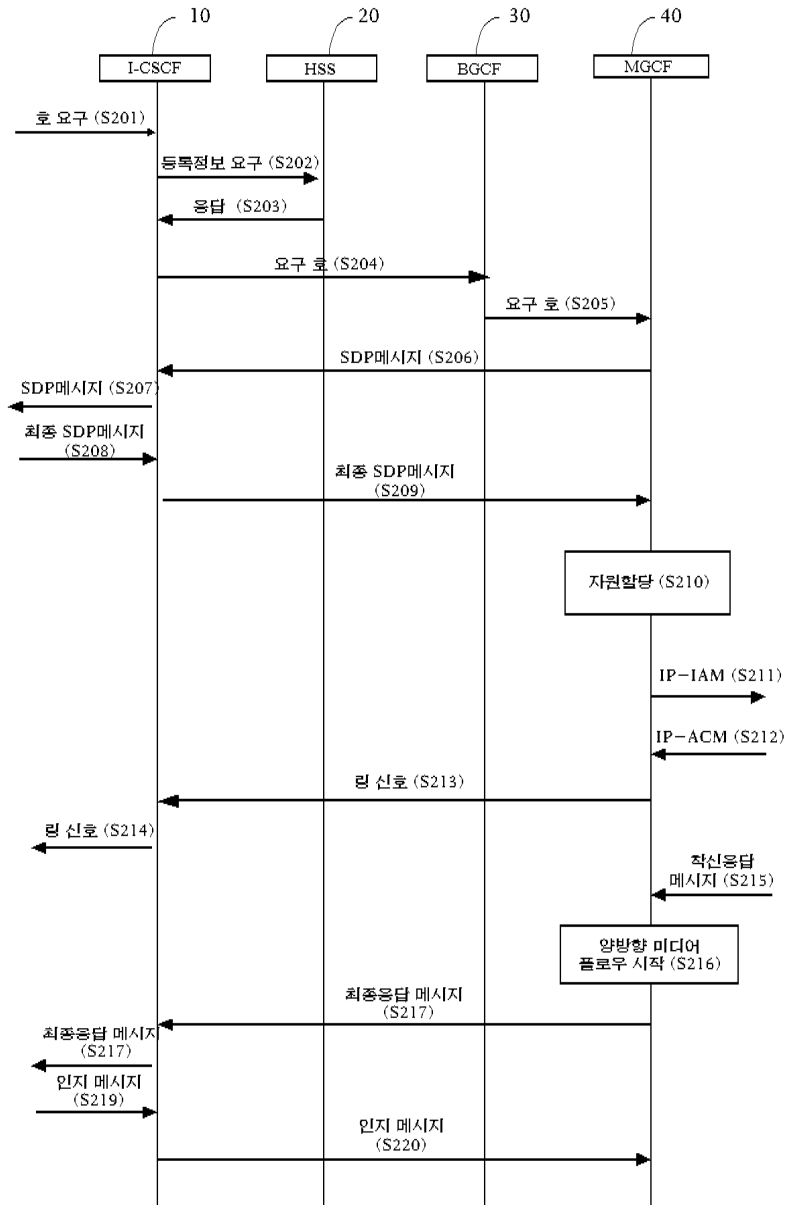 10
20
30
40
I-CSCF
HSS
BGCF
MGCF
호 요구 (S201)
등록정보 요구 (S202)
응답 (S203)
요구 호 (S204)
요구 호 (S205)
SDP메시지 (S206)
SDP메시지 (S207)
최종 SDP메시지
(S208)
최종 SDP메시지
(S209)
자원할당 (S210)
IP-IAM (S211)
IP-ACM (S212)
링 신호 (S213)
링 신호 (S214)
착신응답
메시지 (S215)
양방향 미디어
플로우 시작 (S216)
최종응답 메시지
(S217)
최종응답 메시지
(S217)
인지 메시지
(S219)
인지 메시지
(S220)